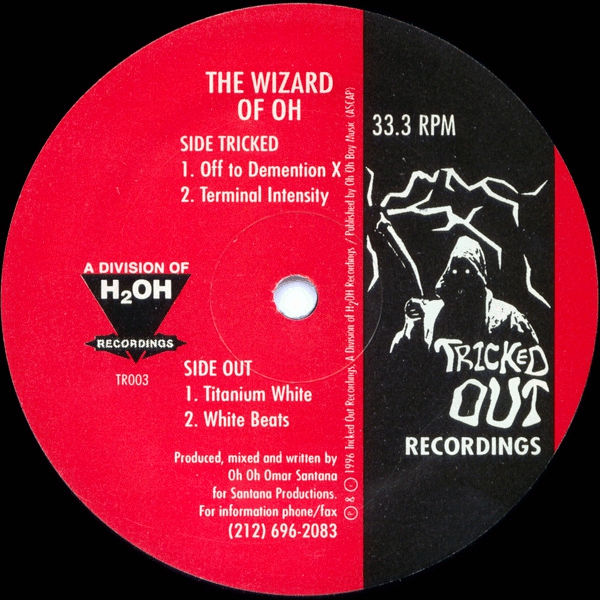 THE WIZARD
OF OH
SIDE TRICKED
1. Off to Demention X
2. Terminal Intensity
33.3 RPM
A DIVISION OF
H2OH
RECORDINGS
TR003
SIDE OUT
1. Titanium White
2. White Beats
Produced, mixed and written by
Oh Oh Omar Santana
for Santana Productions.
For information phone/fax
(212) 696-2083
℗ & © 1996 Tricked Out Recordings, A Division of H2OH Recordings / Published by Oh Oh Boy Music (ASCAP)
TRICKED
OUT
RECORDINGS